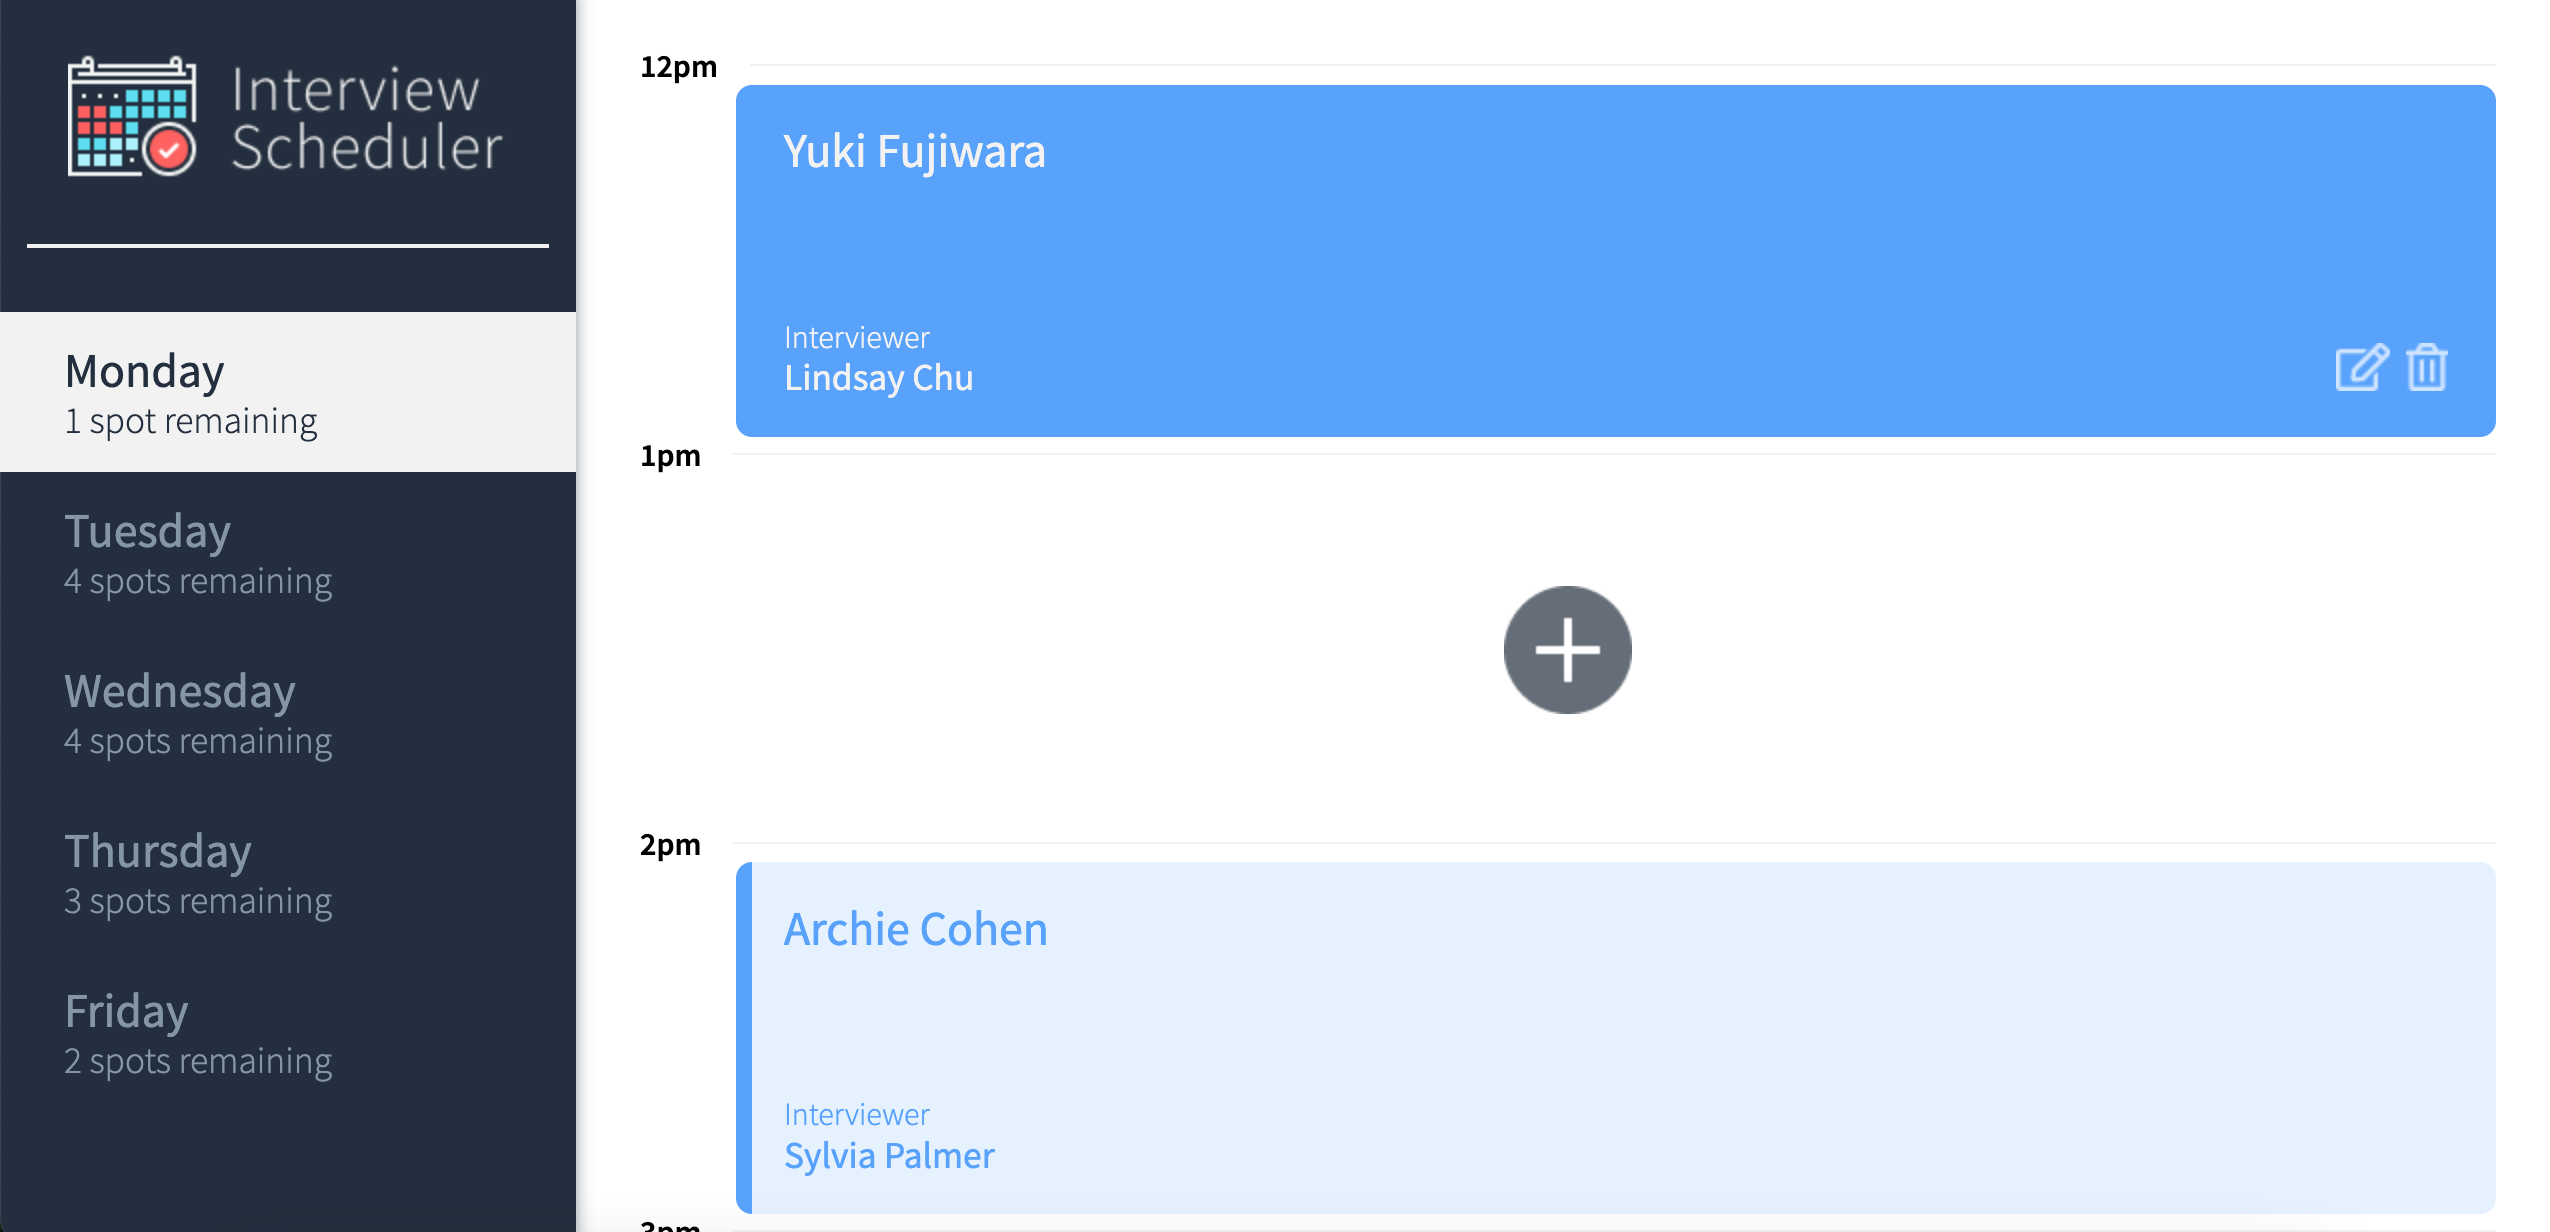 Interview
Scheduler
Monday
1 spot remaining
Tuesday
4 spots remaining
Wednesday
4 spots remaining
Thursday
3 spots remaining
Friday
2 spots remaining
12pm
Yuki Fujiwara
Interviewer
Lindsay Chu
1pm
2pm
Archie Cohen
Interviewer
Sylvia Palmer
3pm